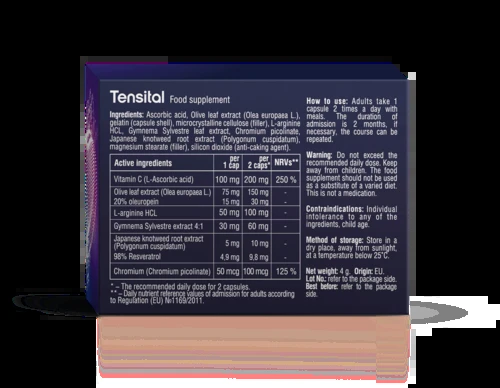 Tensital Food supplement
Ingredients: Ascorbic acid, Olive leaf extract (Olea europaea L.),
gelatin (capsule shell), microcrystalline cellulose (filler), L-arginine
HCL, Gymnema Sylvestre leaf extract, Chromium picolinate,
Japanese knotweed root extract (Polygonum cuspidatum),
magnesium stearate (filler), silicon dioxide (anti-caking agent).
Active ingredients per 1 cap per 2 caps* NRVs**
Vitamin C (L-Ascorbic acid) 100 mg 200 mg 250 %
Olive leaf extract (Olea europaea L.) 75 mg 150 mg -
20% oleuropein 15 mg 30 mg -
L-arginine HCL 50 mg 100 mg -
Gymnema Sylvestre extract 4:1 30 mg 60 mg -
Japanese knotweed root extract
(Polygonum cuspidatum) 5 mg 10 mg -
98% Resveratrol 4,9 mg 9,8 mg -
Chromium (Chromium picolinate) 50 mcg 100 mcg 125 %
* – The recommended daily dose for 2 capsules.
** – Daily nutrient reference values of admission for adults according
to Regulation (EU) №1169/2011.
How to use: Adults take 1
capsule 2 times a day with
meals. The duration of
admission is 2 months, if
necessary, the course can be
repeated.
Warning: Do not exceed the
recommended daily dose. Keep
away from children. The food
supplement should not be used
as a substitute of a varied diet.
This is not a medication.
Contraindications: Individual
intolerance to any of the
ingredients, child age.
Method of storage: Store in a
dry place, away from sunlight,
at a temperature below 25°C.
Net weight: 4 g. Origin: EU.
Lot No.: refer to the package side.
Best before: refer to the package
side.